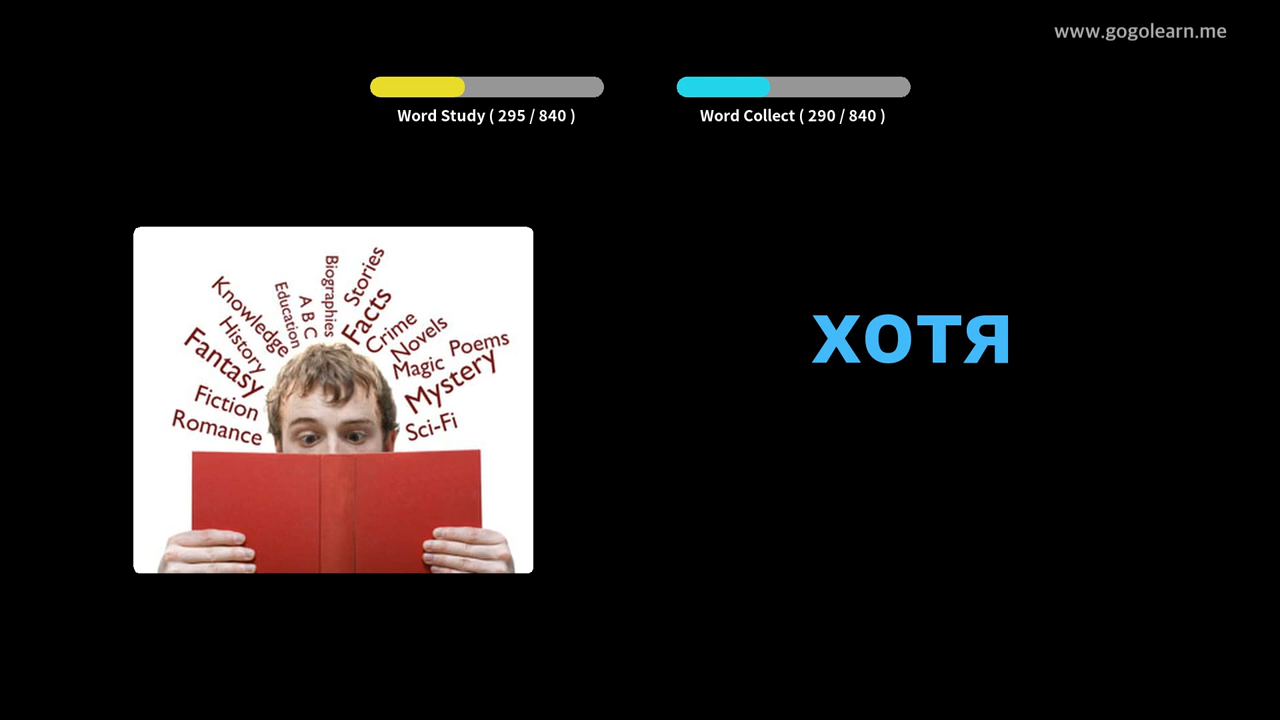 www.gogolearn.me
Word Study ( 295 / 840 )
Word Collect ( 290 / 840 )
Biographies
Stories
Knowledge
Education
A B C
Facts
History
Crime
Novels
Fantasy
Magic
Poems
Mystery
Fiction
Romance
Sci-Fi
хотя